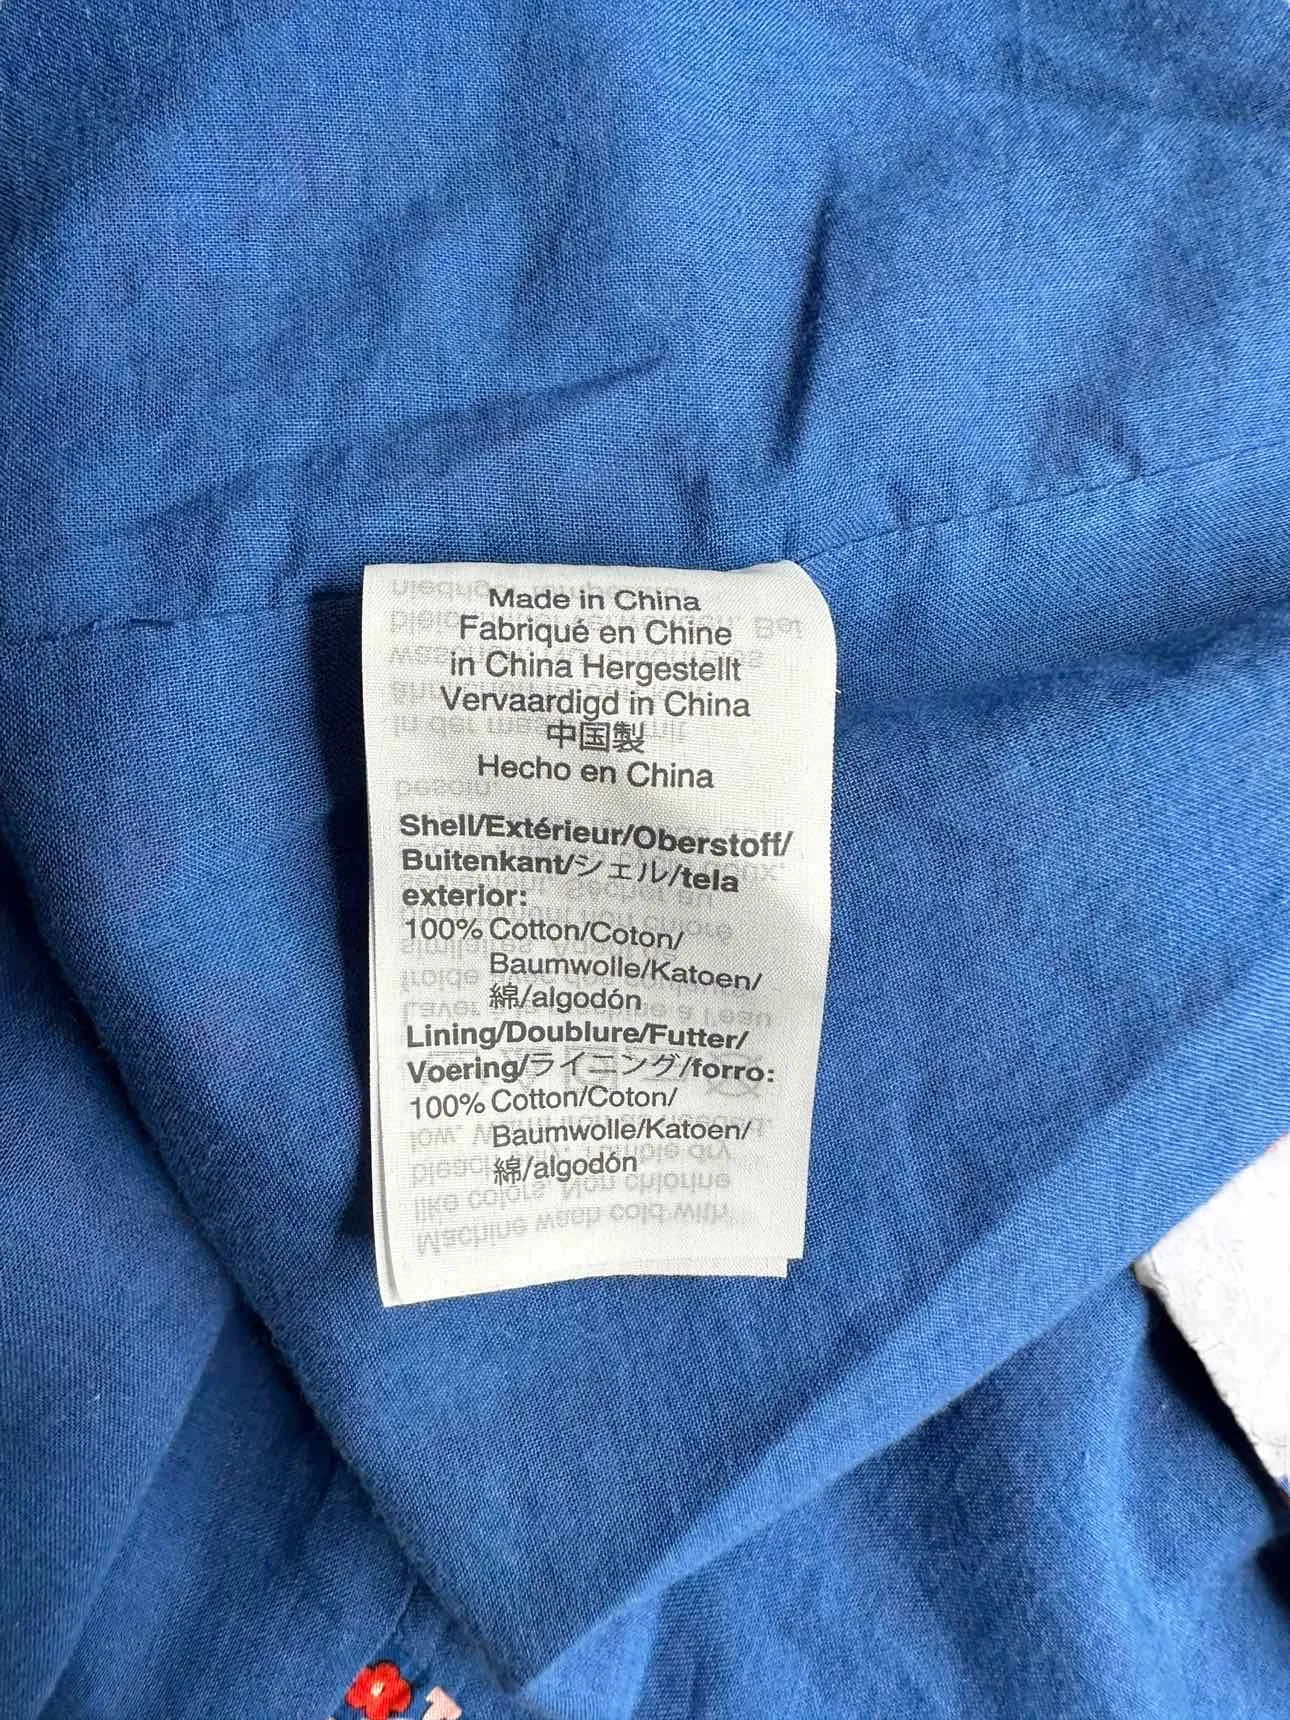 Made in China
Fabriqué en Chine
in China Hergestellt
Vervaardigd in China
中国製
Hecho en China
Shell/Extérieur/Oberstoff/
Buitenkant/シェル/tela
exterior:
100% Cotton/Coton/
Baumwolle/Katoen/
綿/algodón
Lining/Doublure/Futter/
Voering/ライニング/forro:
100% Cotton/Coton/
Baumwolle/Katoen/
綿/algodón